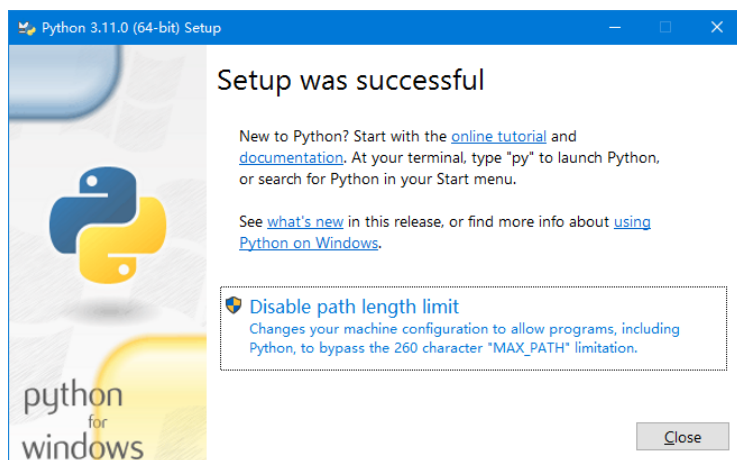 Python 3.11.0 (64-bit) Setup
Setup was successful
New to Python? Start with the online tutorial and
documentation. At your terminal, type "py" to launch Python,
or search for Python in your Start menu.
See what's new in this release, or find more info about using
Python on Windows.
Disable path length limit
Changes your machine configuration to allow programs, including
Python, to bypass the 260 character "MAX_PATH" limitation.
python
for
windows
Close